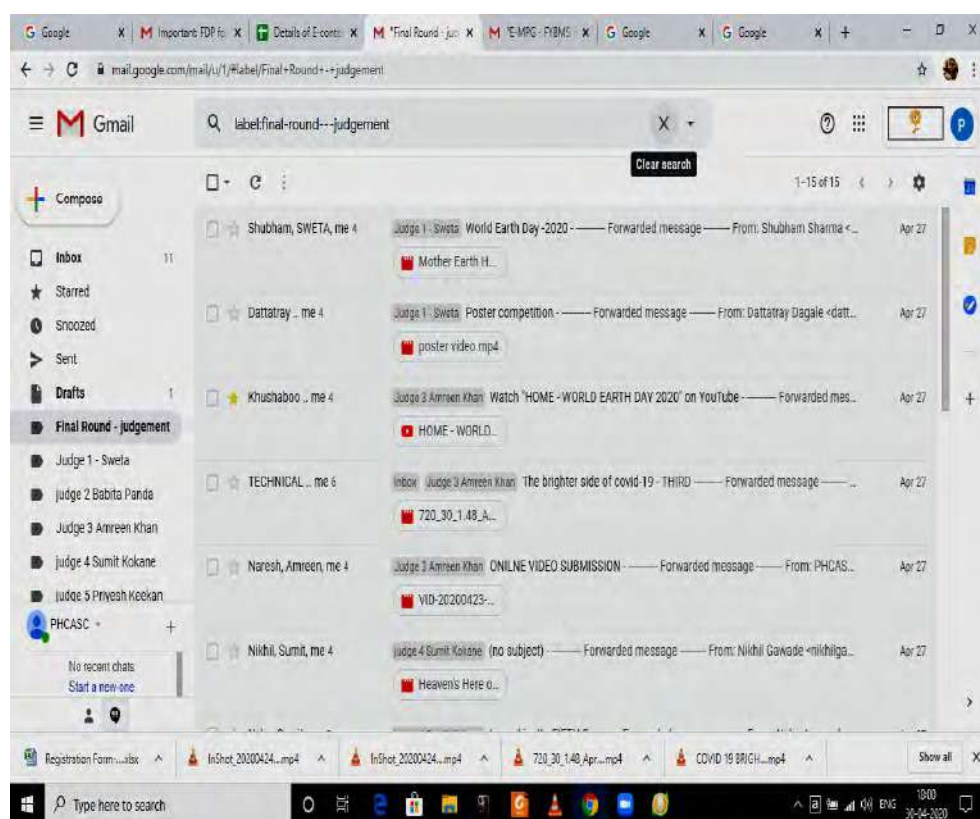 Google
Important FDP fo
Details of E-conte
"Final Round - jud
Google
Google
mail.google.com/mail/u/1/#label/Final+Round+-+judgement
Gmail
label:final-round---judgement
P
Clear search
Compose
1–15 of 15
Inbox 11
Starred
Snoozed
Sent
Drafts 1
Final Round - judgement
Judge 1 - Sweta
judge 2 Babita Panda
Judge 3 Amreen Khan
judge 4 Sumit Kokane
judge 5 Priyesh Keekan
PHCASC
No recent chats
Start a new one
Shubham, SWETA, me 4 Judge 1 - Sweta World Earth Day -2020 - ---- Forwarded message ---- From: Shubham Sharma <... Apr 27
Mother Earth H...
Dattatray .. me 4 Judge 1 - Sweta Poster competition - ---- Forwarded message ---- From: Dattatray Dagale <datt... Apr 27
poster video.mp4
Khushaboo .. me 4 Judge 3 Amreen Khan Watch "HOME - WORLD EARTH DAY 2020" on YouTube - ---- Forwarded mes... Apr 27
HOME - WORLD...
TECHNICAL .. me 6 Inbox Judge 3 Amreen Khan The brighter side of covid-19 - THIRD ---- Forwarded message ---- ... Apr 27
720_30_1.48_A...
Naresh, Amreen, me 4 Judge 3 Amreen Khan ONILNE VIDEO SUBMISSION - ---- Forwarded message ---- From: PHCAS... Apr 27
VID-20200423-...
Nikhil, Sumit, me 4 judge 4 Sumit Kokane (no subject) - ---- Forwarded message ---- From: Nikhil Gawade <nikhilga... Apr 27
Heaven's Here o...
Registration Form-....xlsx
InShot_20200424....mp4
InShot_20200424....mp4
720_30_1.48_Apr....mp4
COVID 19 BRIGH....mp4
Show all
Type here to search
ENG
18:00
30-04-2020